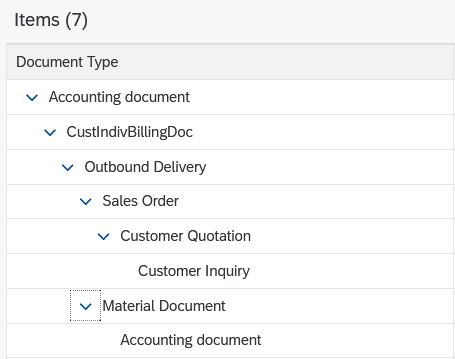 Items (7)
Document Type
Accounting document
CustIndivBillingDoc
Outbound Delivery
Sales Order
Customer Quotation
Customer Inquiry
Material Document
Accounting document